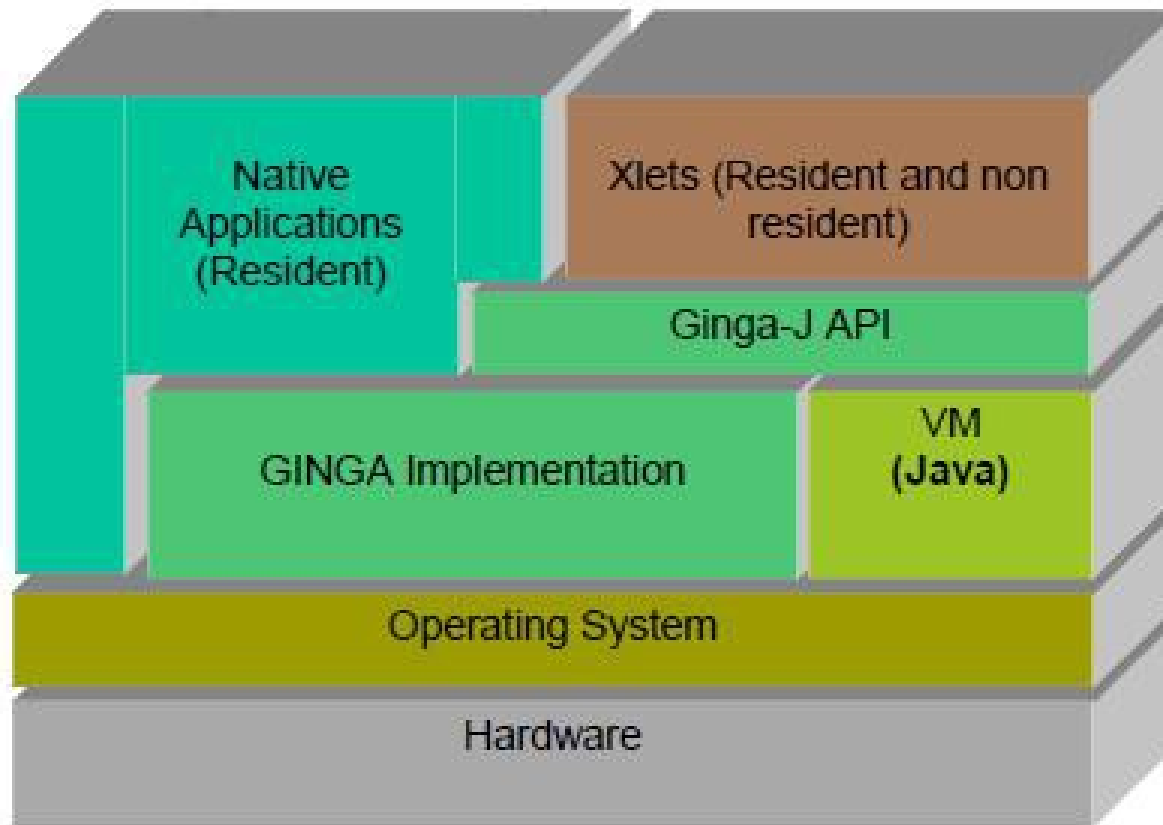 Native
Applications
(Resident)
Xlets (Resident and non
resident)
Ginga-J API
GINGA Implementation
VM
(Java)
Operating System
Hardware